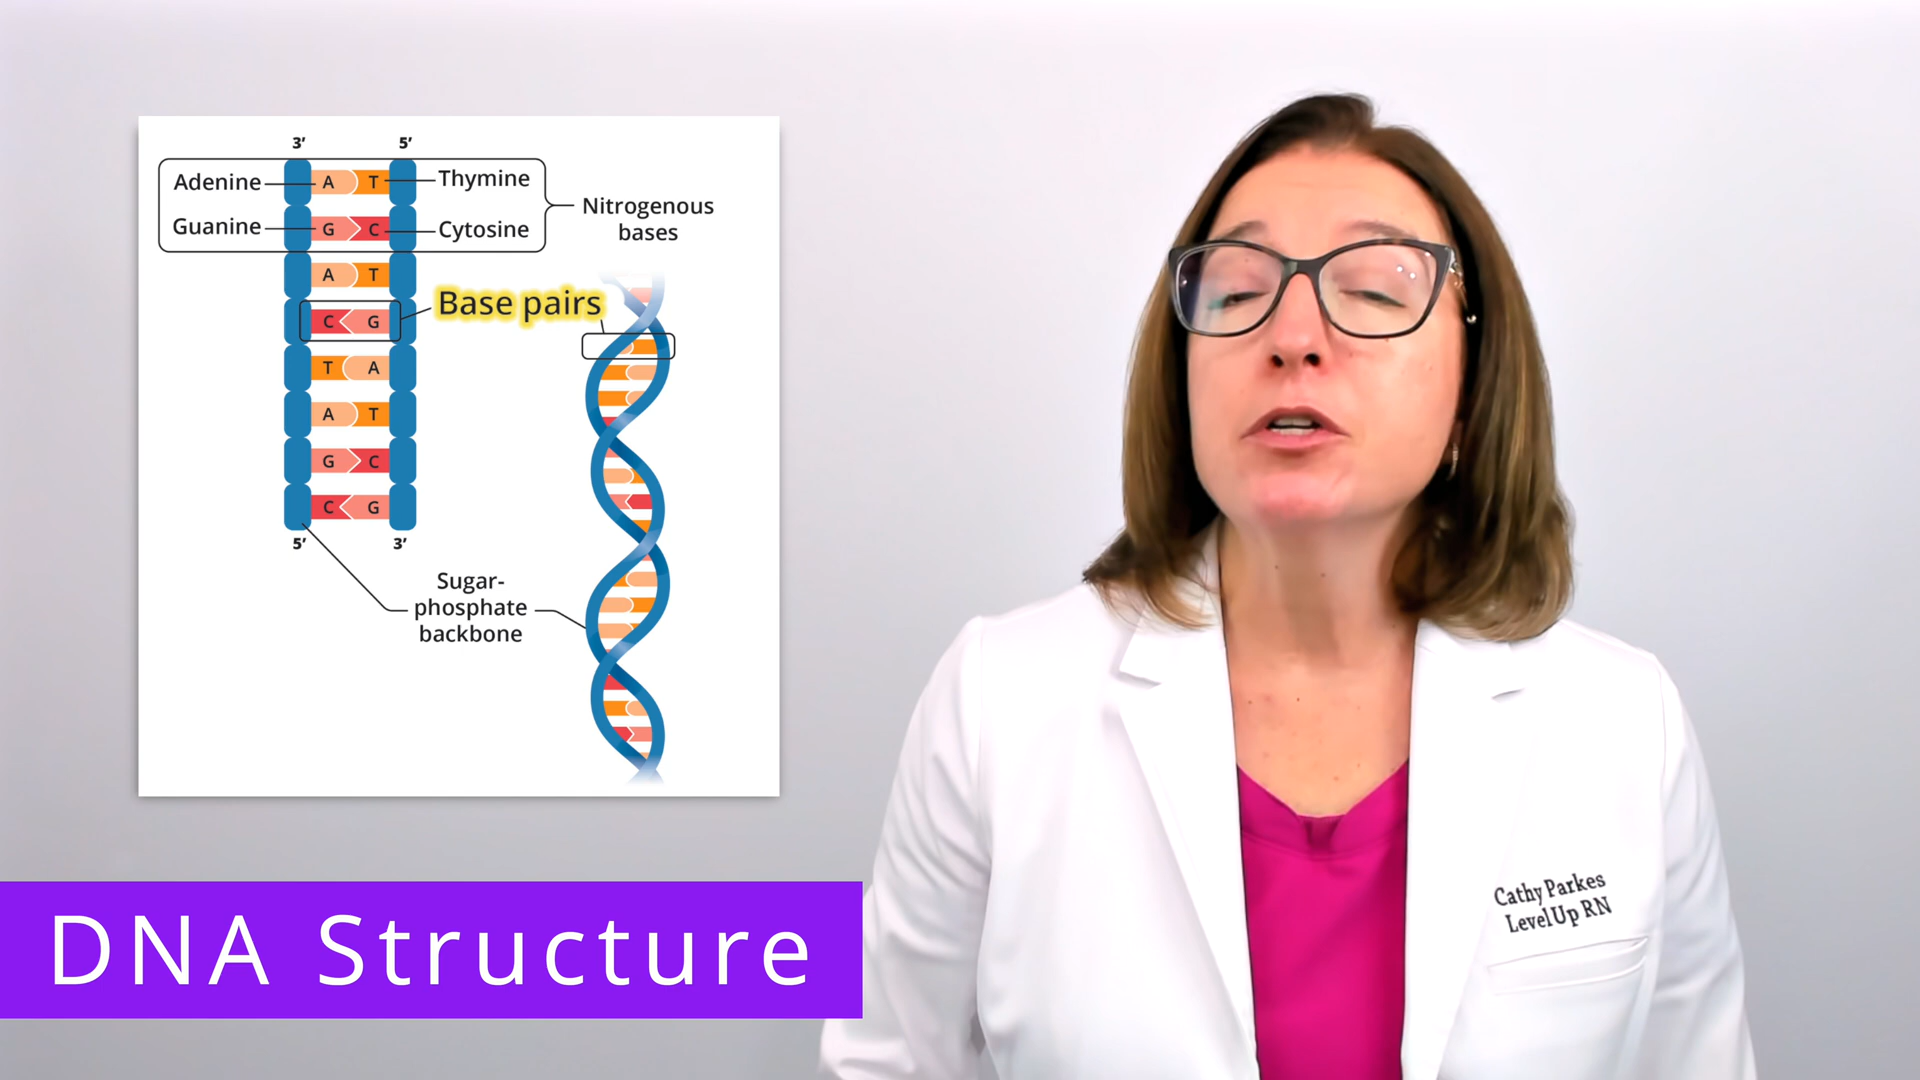 3’ 5’
Adenine A T Thymine
Guanine G C Cytosine
Nitrogenous
bases
A T
Base pairs
C G
T A
A T
G C
C G
5’ 3’
Sugar-
phosphate
backbone
DNA Structure
Cathy Parkes
LevelUp RN